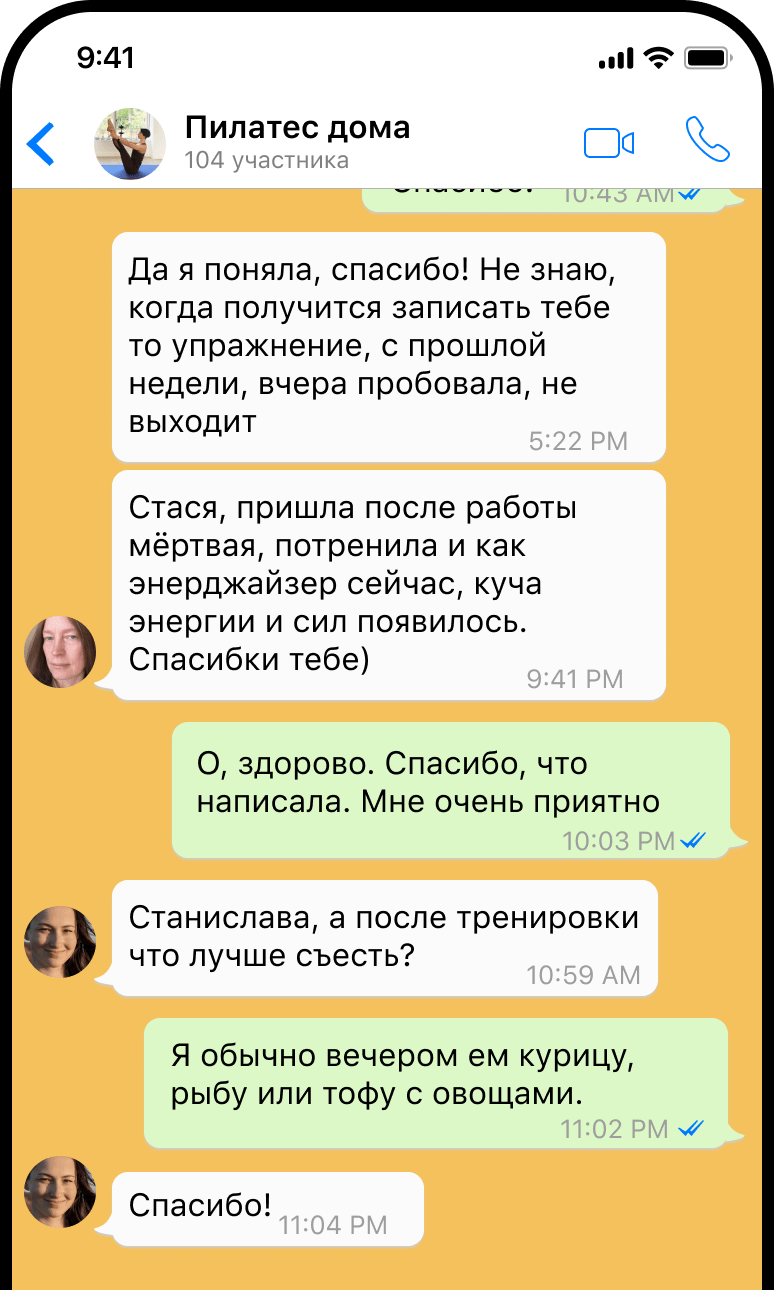 9:41
Пилатес дома
104 участника
Спасибо!
10:43 AM
Да я поняла, спасибо! Не знаю,
когда получится записать тебе
то упражнение, с прошлой
недели, вчера пробовала, не
выходит
5:22 PM
Стася, пришла после работы
мёртвая, потренила и как
энерджайзер сейчас, куча
энергии и сил появилось.
Спасибки тебе)
9:41 PM
О, здорово. Спасибо, что
написала. Мне очень приятно
10:03 PM
Станислава, а после тренировки
что лучше съесть?
10:59 AM
Я обычно вечером ем курицу,
рыбу или тофу с овощами.
11:02 PM
Спасибо!
11:04 PM